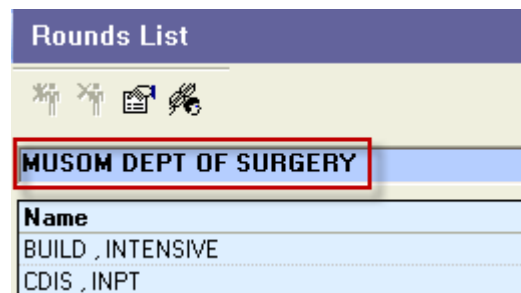 Rounds List
MUSOM DEPT OF SURGERY
Name
BUILD , INTENSIVE
CDIS , INPT